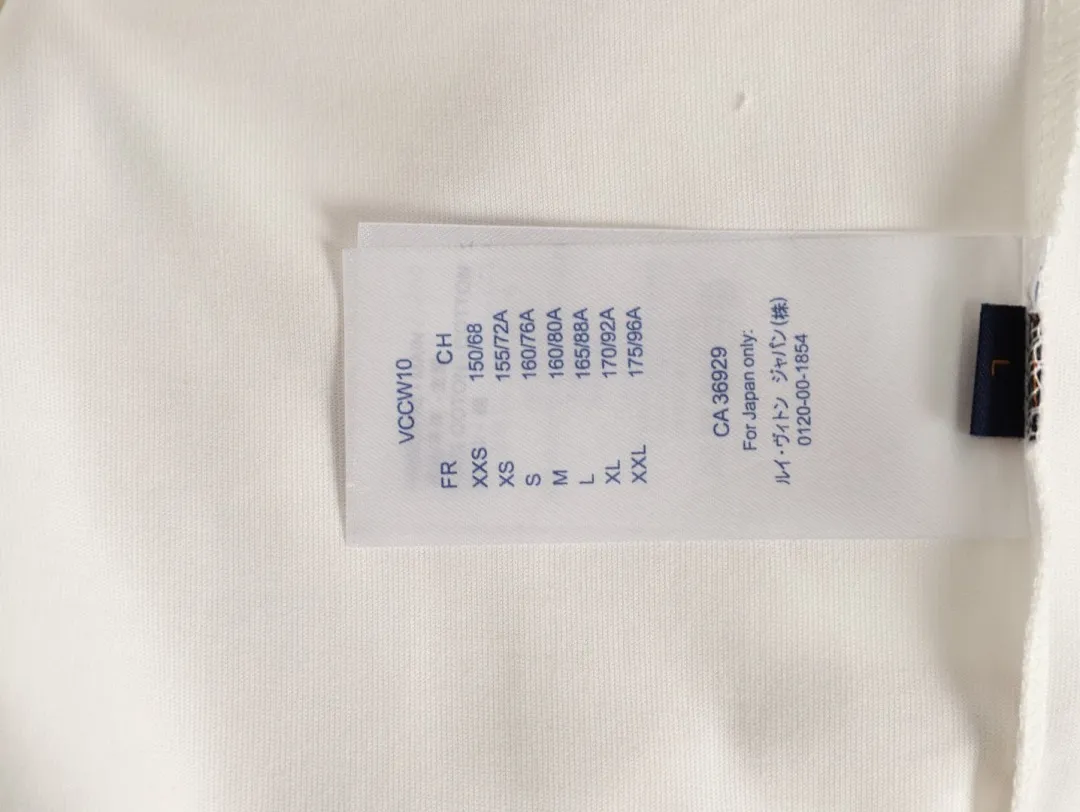 VCCW10
FR CH
XXS 150/68
XS 155/72A
S 160/76A
M 160/80A
L 165/88A
XL 170/92A
XXL 175/96A
CA 36929
For Japan only:
ルイ・ヴィトン ジャパン(株)
0120-00-1854
L